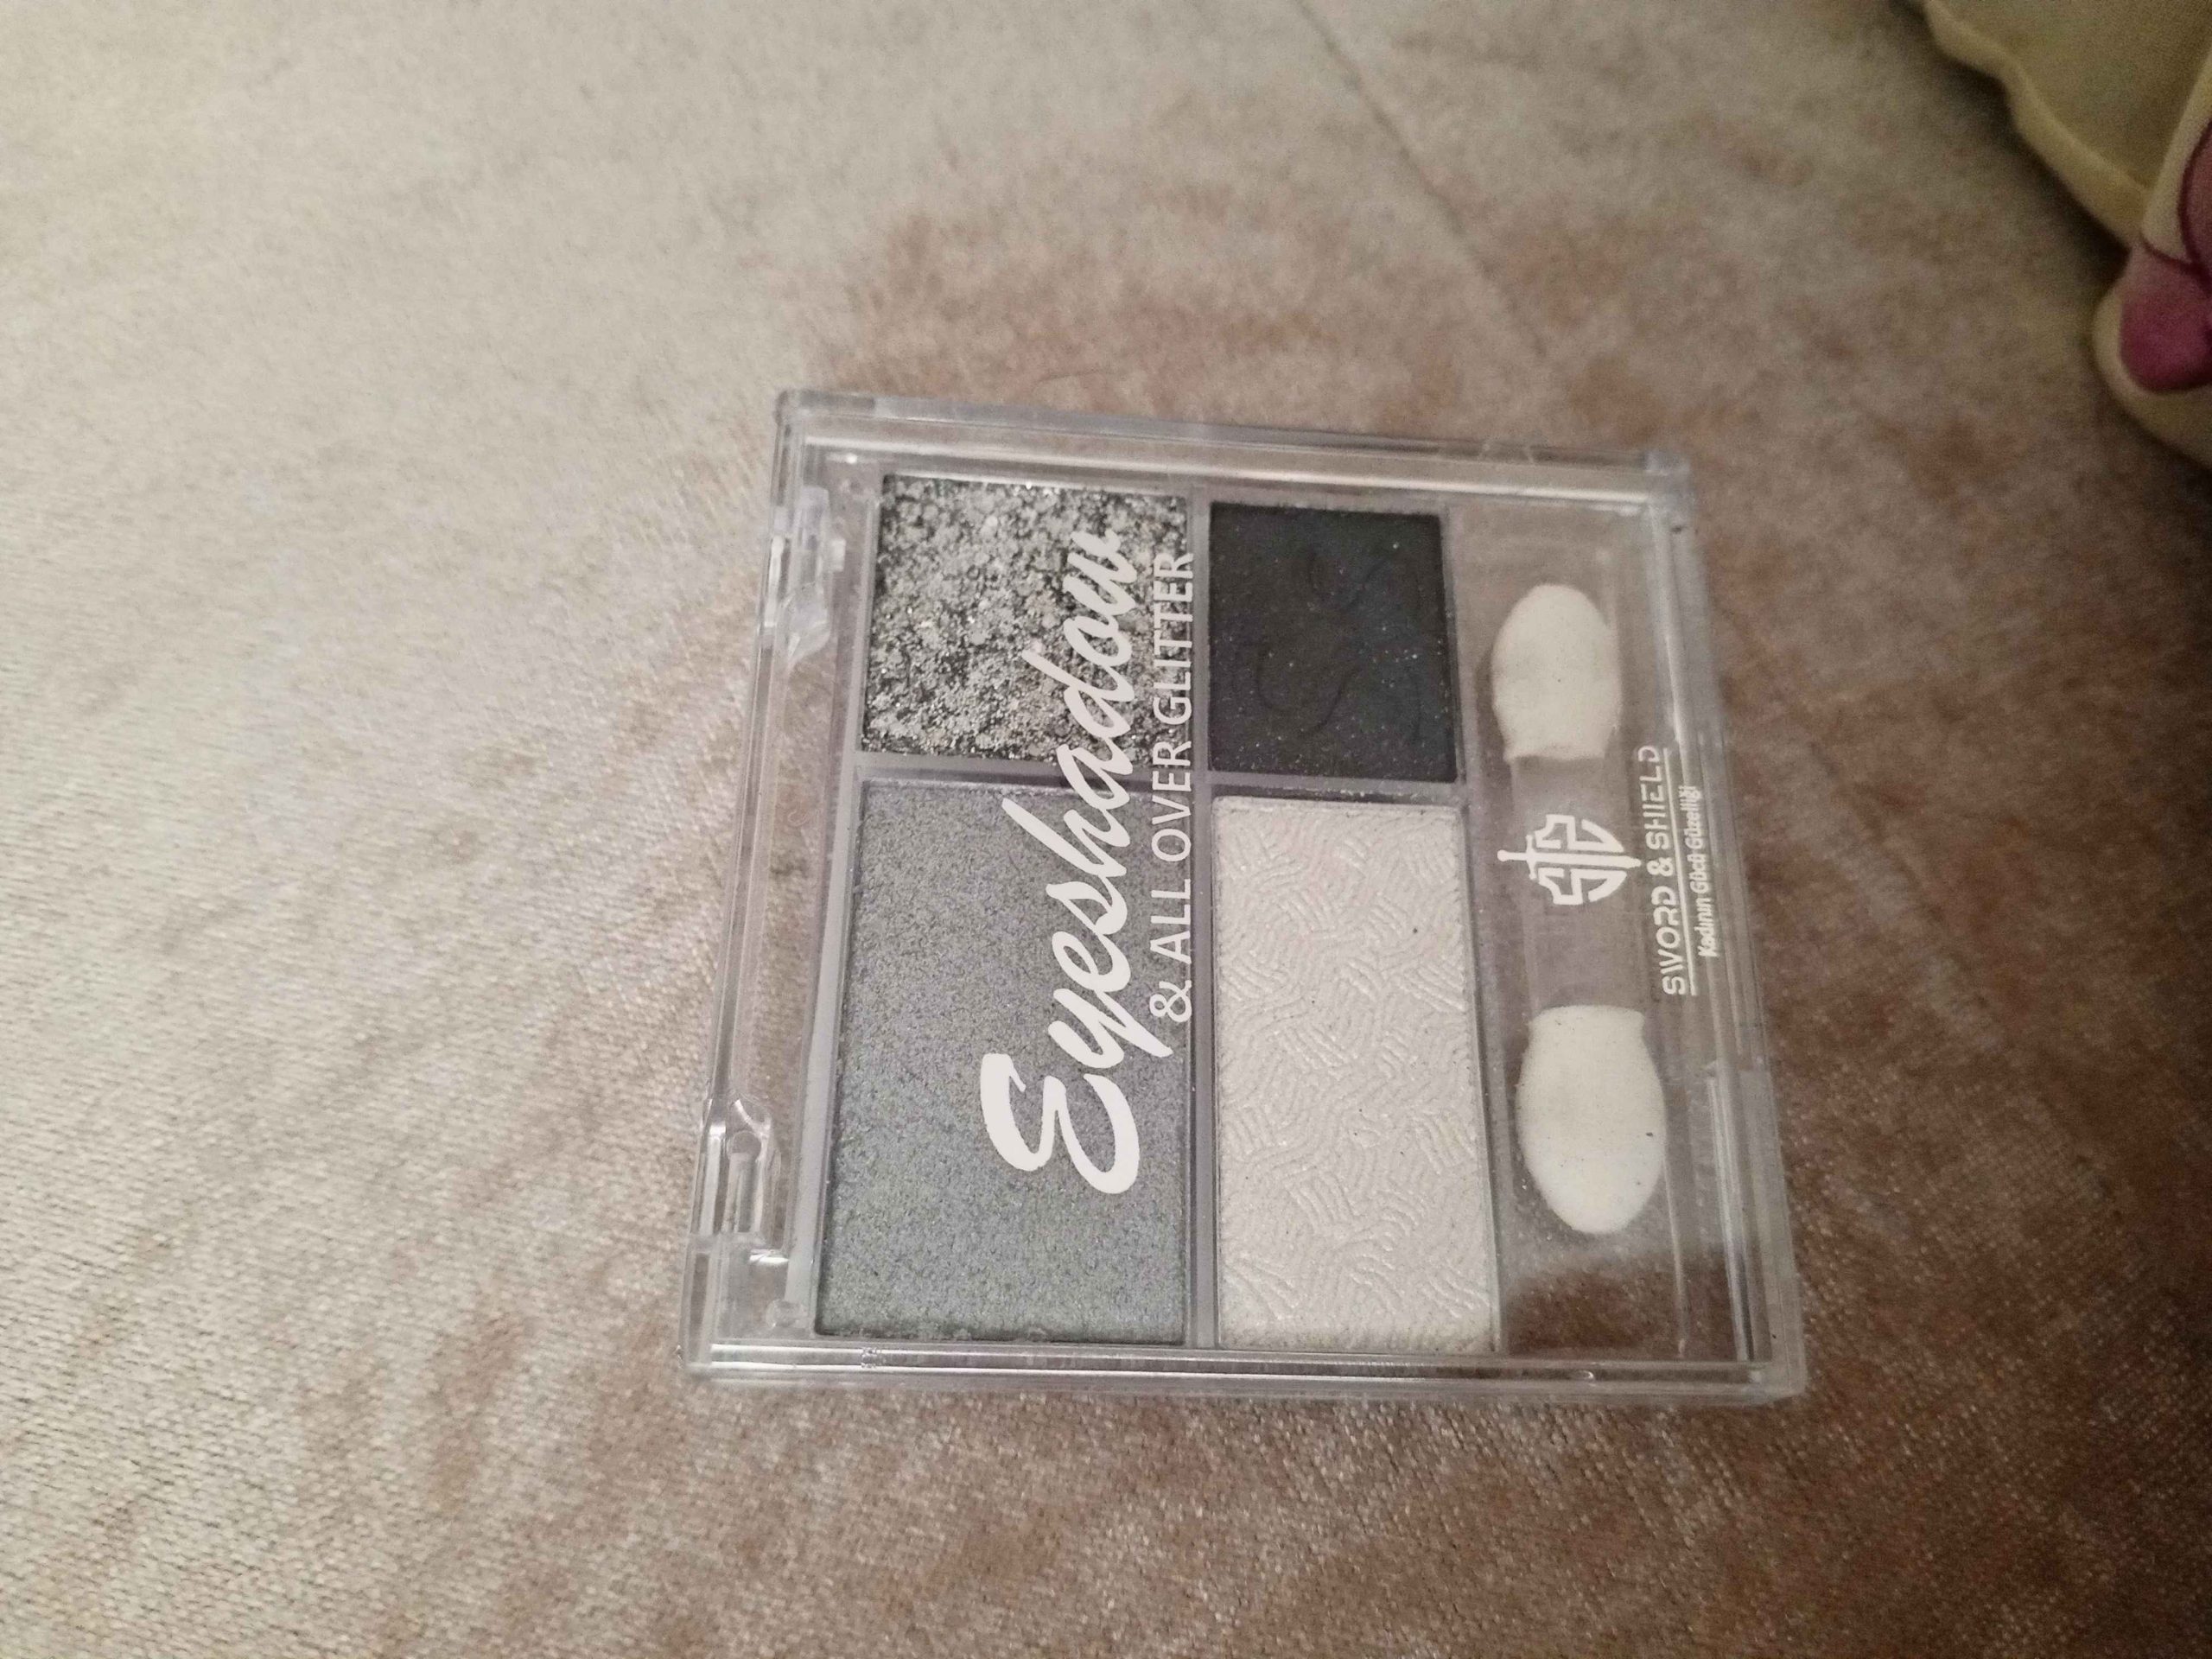 Eyeshadow
& ALL OVER GLITTER
SWORD & SHIELD
Kadının Gücü Güzelliği